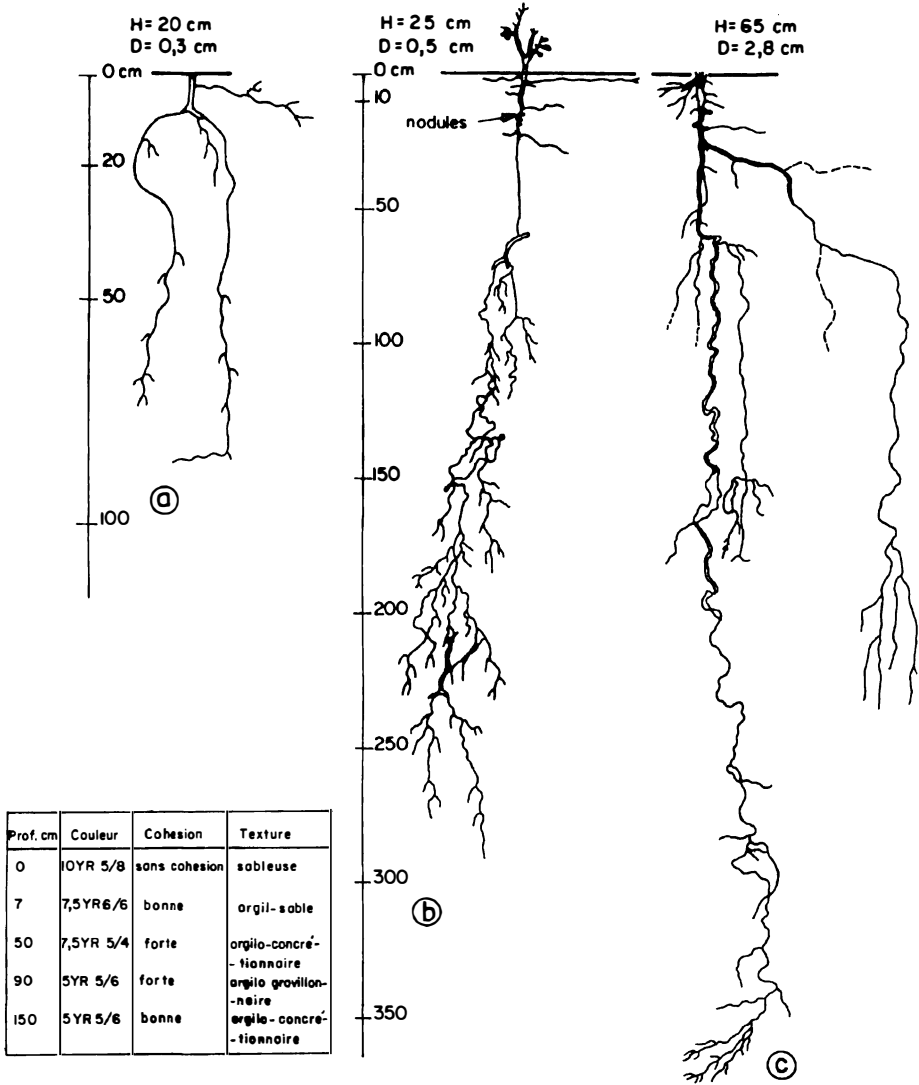 H= 20 cm
D= 0,3 cm
H= 25 cm
D= 0,5 cm
H= 65 cm
D= 2,8 cm
0 cm
20
50
100
a
0 cm
10
nodules
50
100
150
200
250
300
350
b
c
Prof. cm Couleur Cohesion Texture
0 10YR 5/8 sans cohesion sableuse
7 7,5YR 6/6 bonne argil-sable
50 7,5YR 5/4 forte argilo-concré-
-tionnaire
90 5YR 5/6 forte argilo gravillon-
-naire
150 5YR 5/6 bonne argilo-concré-
-tionnaire